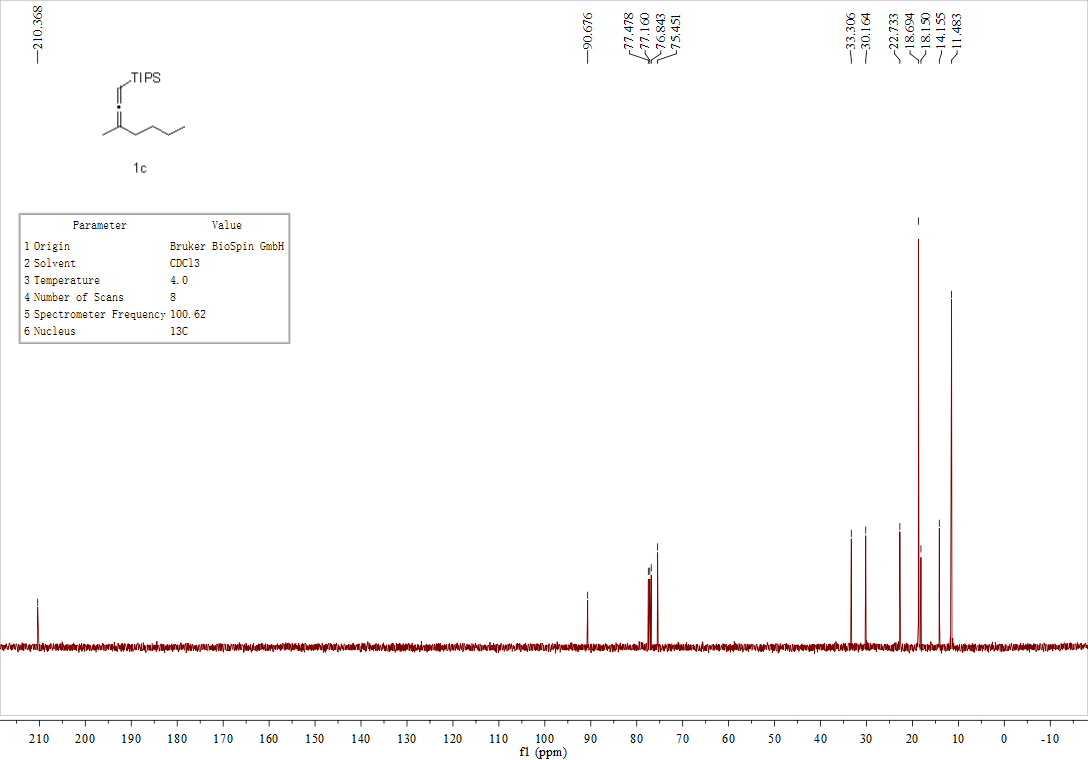 210.368
90.676
77.478
77.160
76.843
75.451
33.306
30.164
22.733
18.694
18.150
14.155
11.483
TIPS
1c
Parameter Value
1 Origin Bruker BioSpin GmbH
2 Solvent CDCl3
3 Temperature 4.0
4 Number of Scans 8
5 Spectrometer Frequency 100.62
6 Nucleus 13C
210 200 190 180 170 160 150 140 130 120 110 100 90 80 70 60 50 40 30 20 10 0 -10
f1 (ppm)